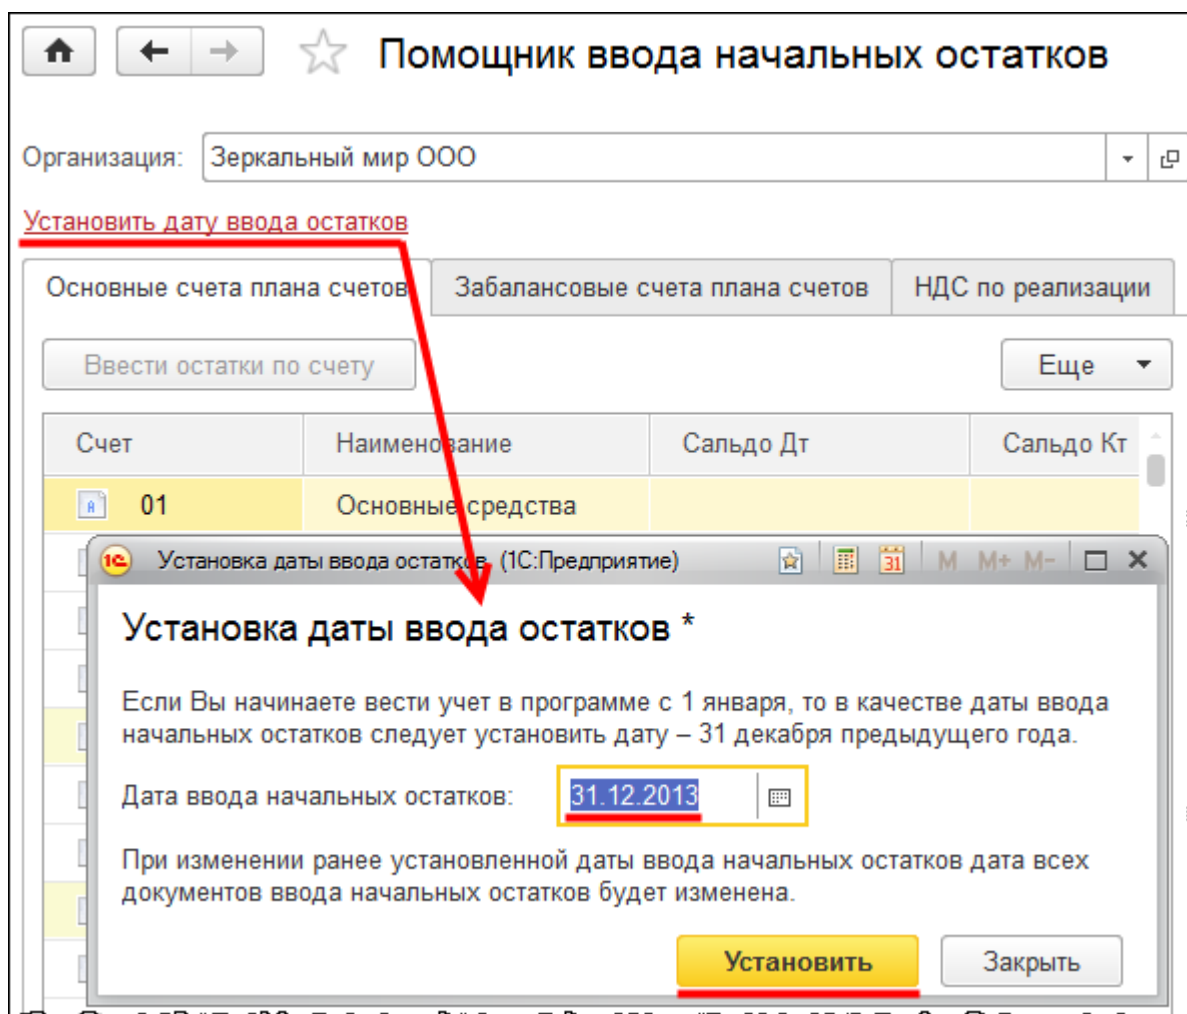 Помощник ввода начальных остатков
Организация: Зеркальный мир ООО
Установить дату ввода остатков
Основные счета плана счетов Забалансовые счета плана счетов НДС по реализации
Ввести остатки по счету Еще
Счет Наименование Сальдо Дт Сальдо Кт
01 Основные средства
Установка даты ввода остатков (1С:Предприятие) 31 M M+ M-
Установка даты ввода остатков *
Если Вы начинаете вести учет в программе с 1 января, то в качестве даты ввода
начальных остатков следует установить дату – 31 декабря предыдущего года.
Дата ввода начальных остатков: 31.12.2013
При изменении ранее установленной даты ввода начальных остатков дата всех
документов ввода начальных остатков будет изменена.
Установить Закрыть